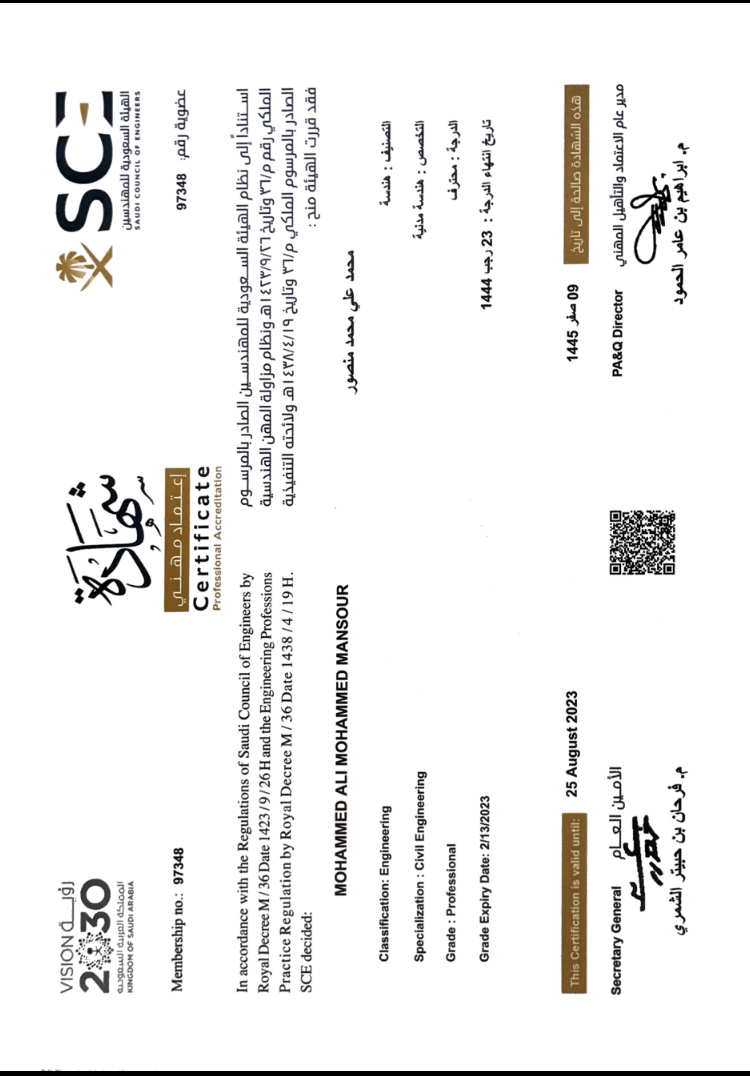 VISION رؤيــة
2030
المملكة العربية السعودية
KINGDOM OF SAUDI ARABIA
شهادة
إعتماد مهني
Certificate
Professional Accreditation
SCE
الهيئة السعودية للمهندسين
SAUDI COUNCIL OF ENGINEERS
Membership no.: 97348
عضوية رقم: 97348
In accordance with the Regulations of Saudi Council of Engineers by
Royal Decree M / 36 Date 1423 / 9 / 26 H and the Engineering Professions
Practice Regulation by Royal Decree M / 36 Date 1438 / 4 / 19 H.
SCE decided:
استناداً إلى نظام الهيئة السعودية للمهندسين الصادر بالمرسوم
الملكي رقم م/٣٦ وتاريخ ١٤٢٣/٩/٢٦هـ ونظام مزاولة المهن الهندسية
الصادر بالمرسوم الملكي م/٣٦ وتاريخ ١٤٣٨/٤/١٩هـ ولائحته التنفيذية
فقد قررت الهيئة منح :
MOHAMMED ALI MOHAMMED MANSOUR
محمد علي محمد منصور
Classification: Engineering
التصنيف : هندسة
Specialization : Civil Engineering
التخصص : هندسة مدنية
Grade : Professional
الدرجة : محترف
Grade Expiry Date: 2/13/2023
تاريخ انتهاء الدرجة : 23 رجب 1444
This Certification is valid until: 25 August 2023
هذه الشهادة صالحة إلى تاريخ 09 صفر 1445
Secretary General الأمين العـام
م. فرحان بن حبيتر الشمري
PA&Q Director مدير عام الاعتماد والتأهيل المهني
م. ابراهيم بن عامر الحمود